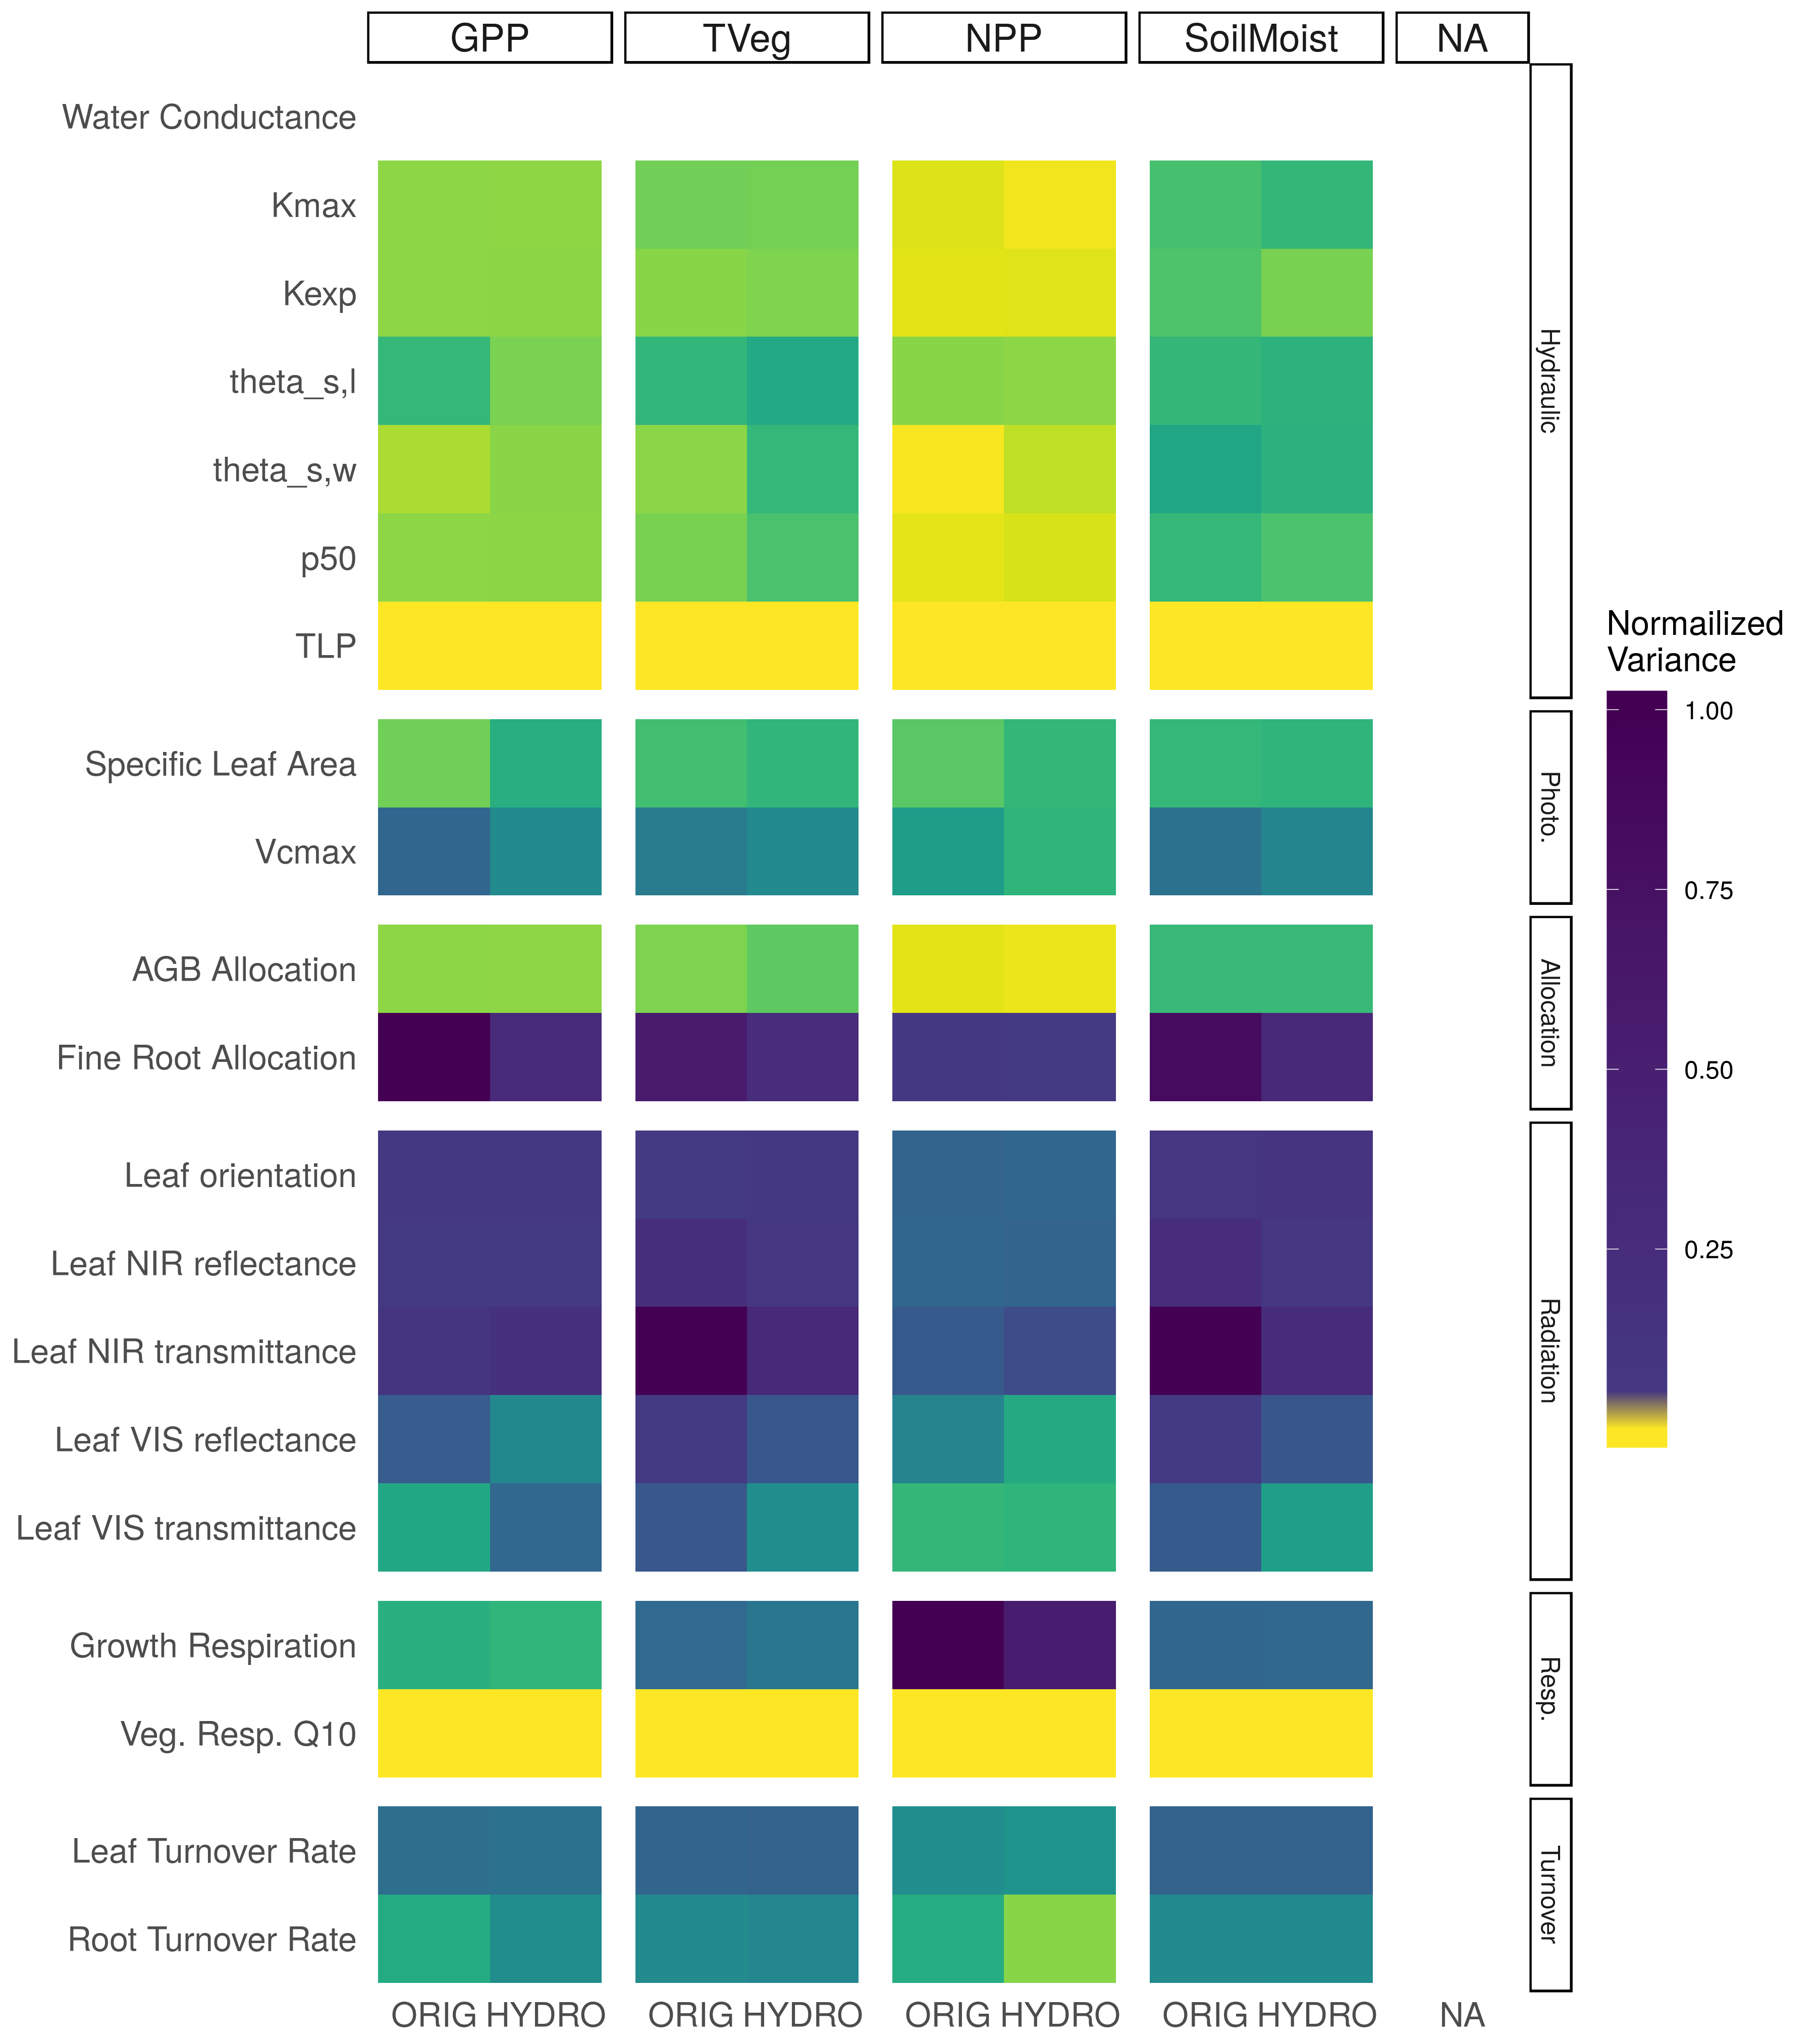 GPP TVeg NPP SoilMoist NA
Water Conductance
Kmax
Kexp
theta_s,l
theta_s,w
p50
TLP
Hydraulic
Specific Leaf Area
Vcmax
Photo.
AGB Allocation
Fine Root Allocation
Allocation
Leaf orientation
Leaf NIR reflectance
Leaf NIR transmittance
Leaf VIS reflectance
Leaf VIS transmittance
Radiation
Growth Respiration
Veg. Resp. Q10
Resp.
Leaf Turnover Rate
Root Turnover Rate
Turnover
ORIG HYDRO ORIG HYDRO ORIG HYDRO ORIG HYDRO NA
Normailized
Variance
1.00
0.75
0.50
0.25